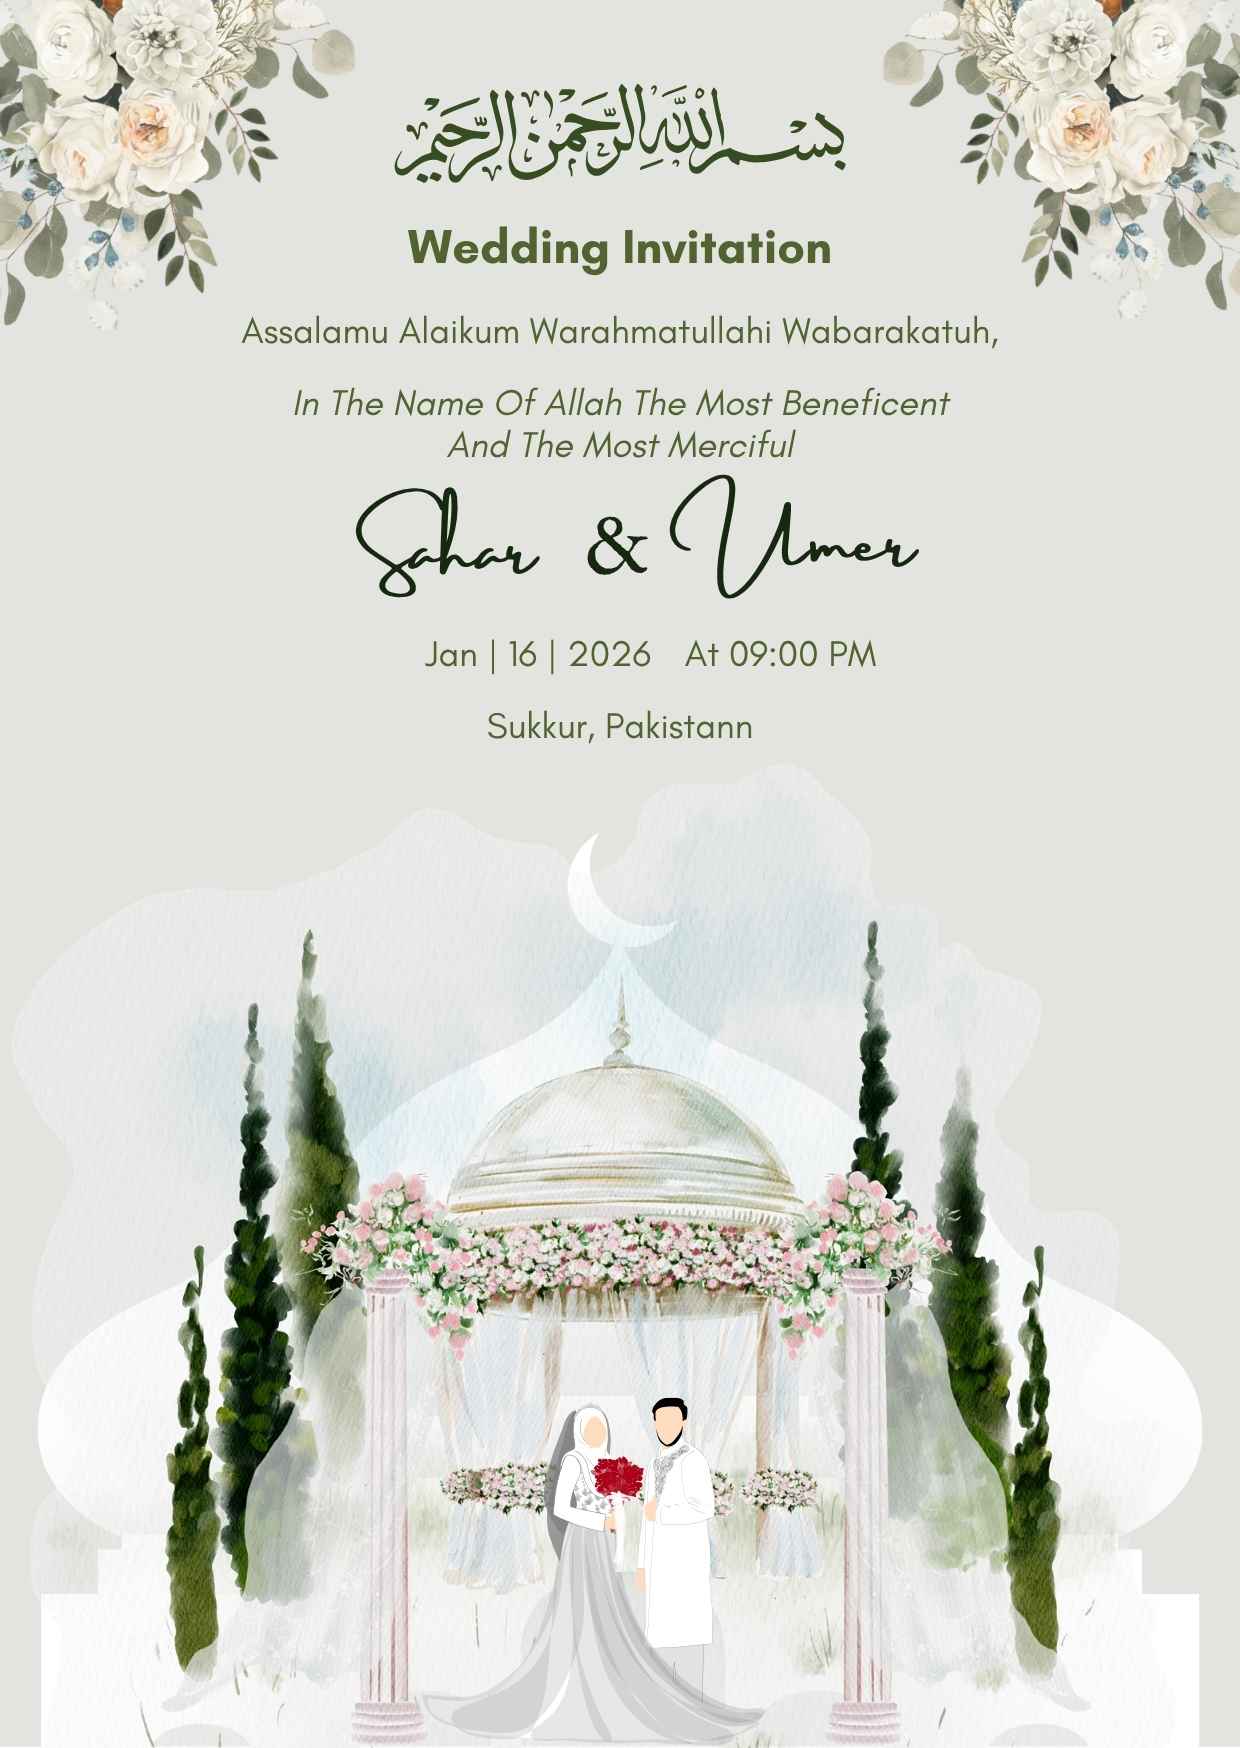 بسم الله الرحمن الرحيم
Wedding Invitation
Assalamu Alaikum Warahmatullahi Wabarakatuh,
In The Name Of Allah The Most Beneficent
And The Most Merciful
Sahar & Umer
Jan | 16 | 2026 At 09:00 PM
Sukkur, Pakistann